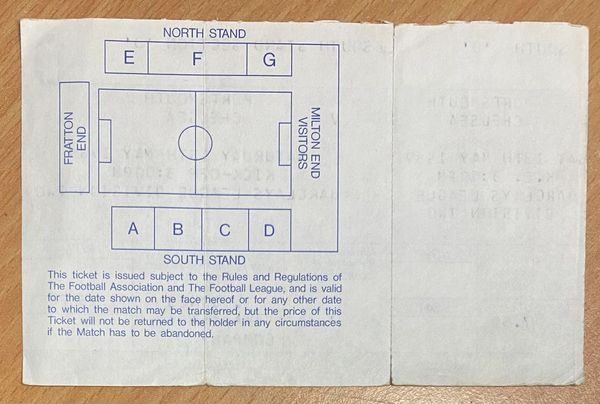 NORTH STAND
E F G
FRATTON
END
MILTON END
VISITORS
A B C D
SOUTH STAND
This ticket is issued subject to the Rules and Regulations of
The Football Association and The Football League, and is valid
for the date shown on the face hereof or for any other date
to which the match may be transferred, but the price of this
Ticket will not be returned to the holder in any circumstances
if the Match has to be abandoned.